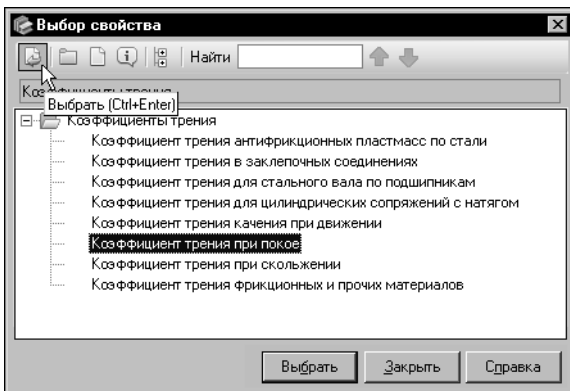 Выбор свойства
Найти
Коэффициенты трения
Выбрать (Ctrl+Enter)
Коэффициенты трения
Коэффициент трения антифрикционных пластмасс по стали
Коэффициент трения в заклепочных соединениях
Коэффициент трения для стального вала по подшипникам
Коэффициент трения для цилиндрических сопряжений с натягом
Коэффициент трения качения при движении
Коэффициент трения при покое
Коэффициент трения при скольжении
Коэффициент трения фрикционных и прочих материалов
Выбрать Закрыть Справка